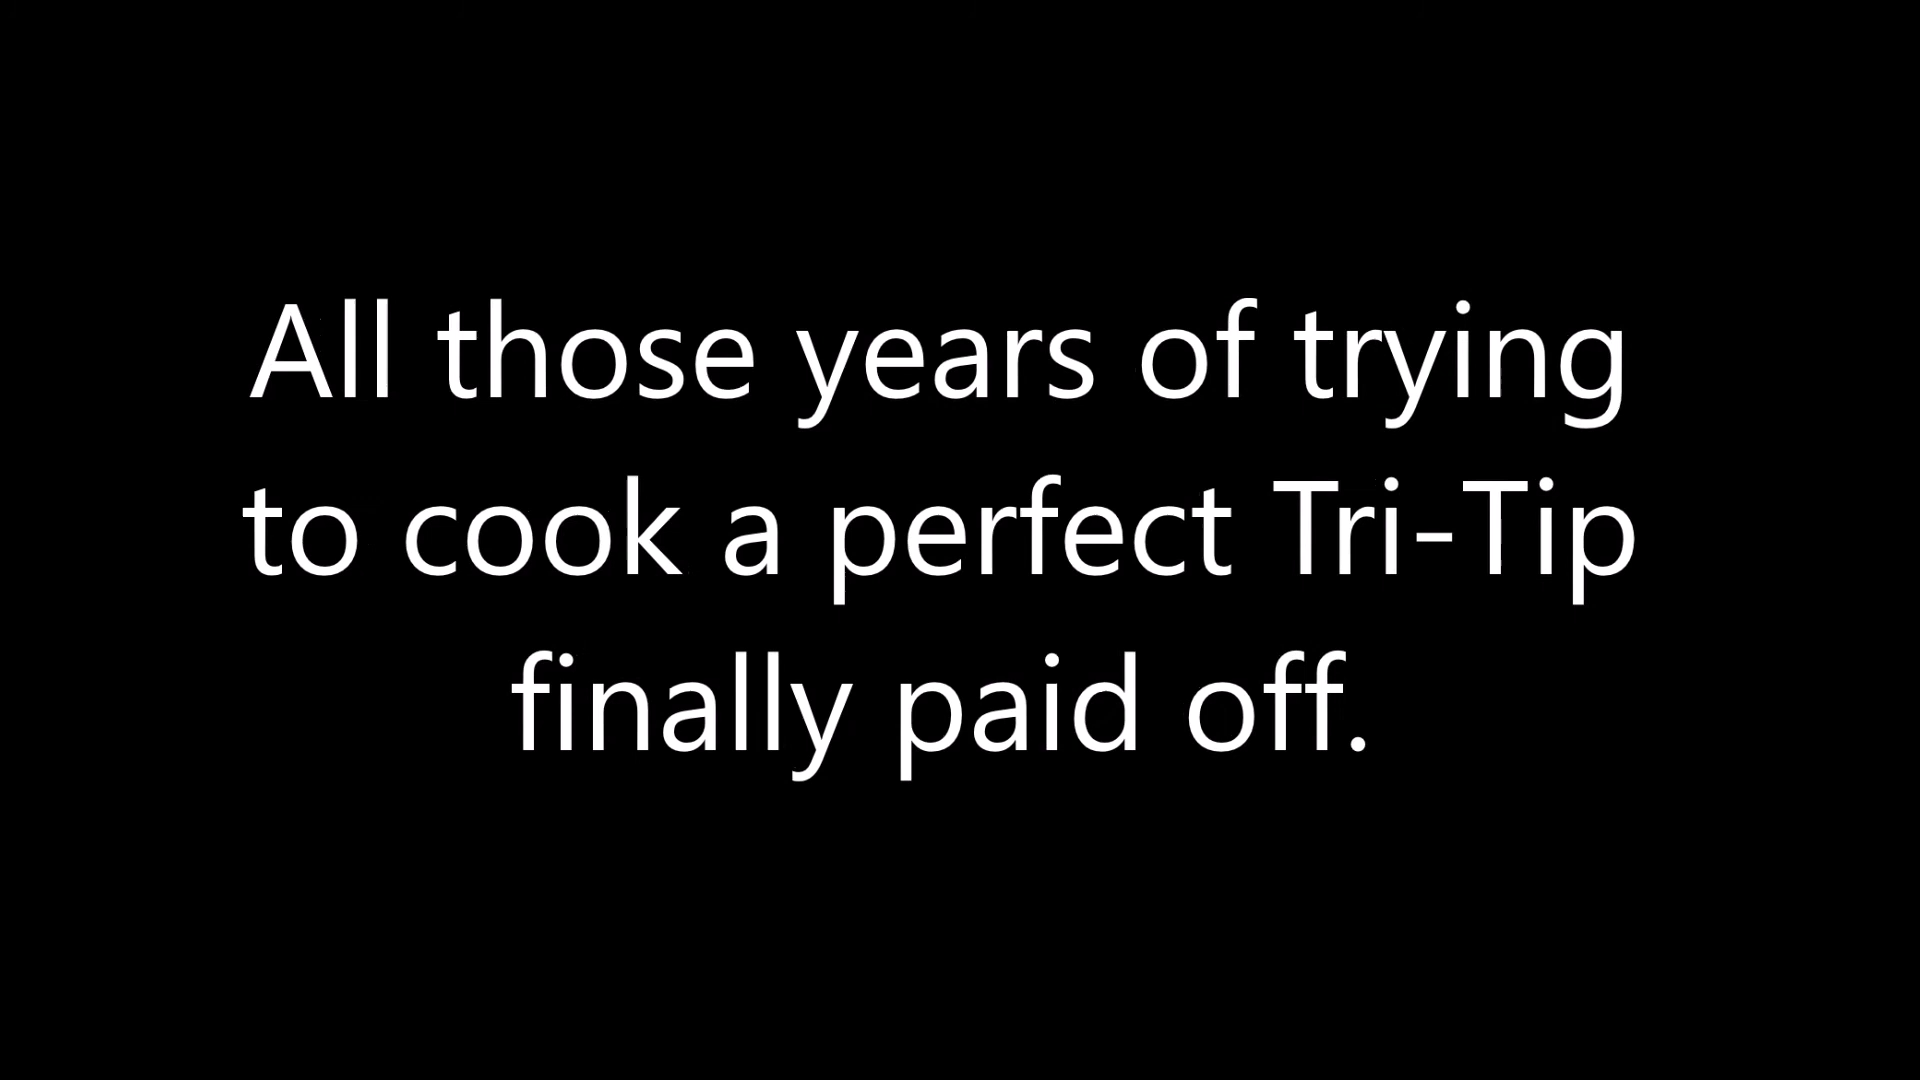 All those years of trying
to cook a perfect Tri-Tip
finally paid off.